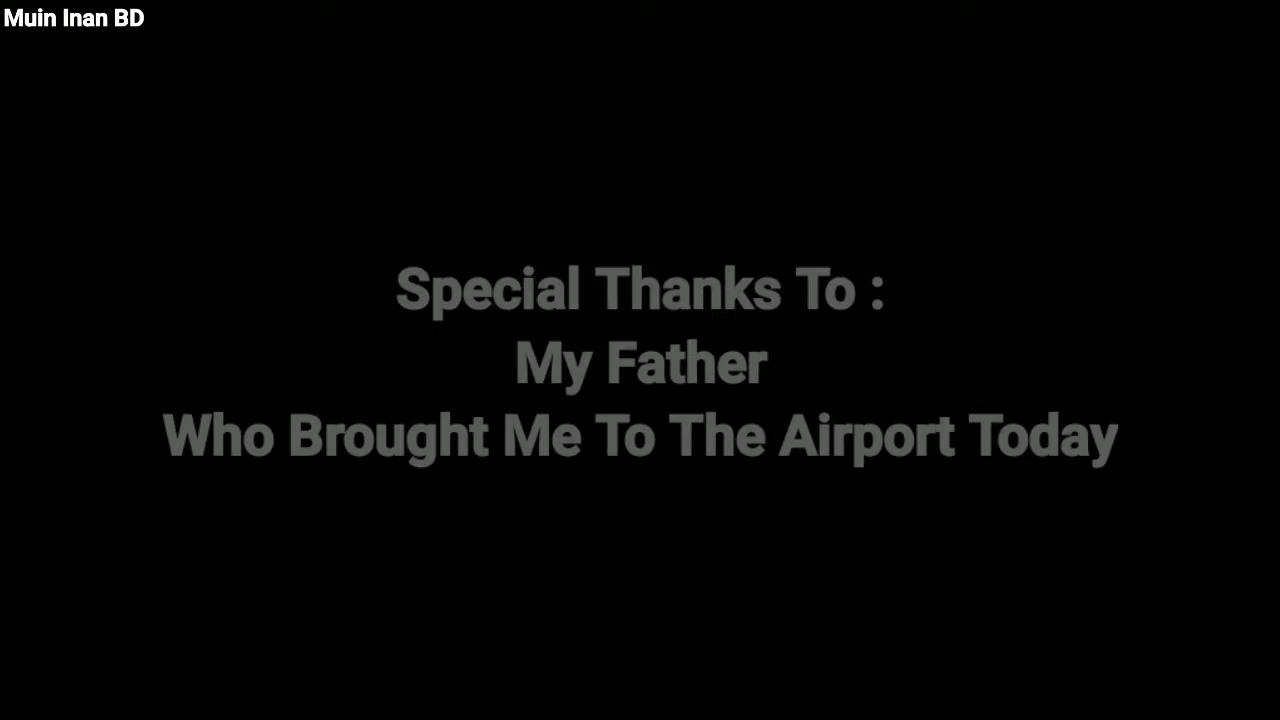 Muin Inan BD
Special Thanks To :
My Father
Who Brought Me To The Airport Today